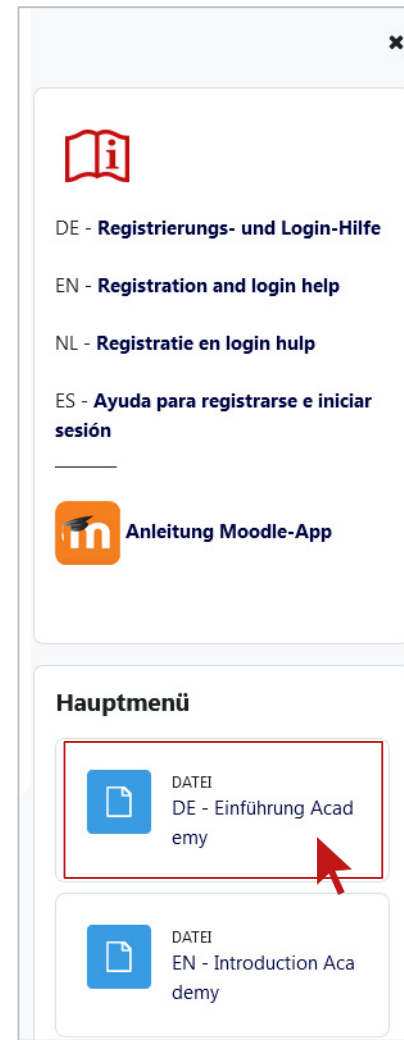 ✖
i
DE - Registrierungs- und Login-Hilfe
EN - Registration and login help
NL - Registratie en login hulp
ES - Ayuda para registrarse e iniciar
sesión
m
Anleitung Moodle-App
Hauptmenü
DATEI
DE - Einführung Acad
emy
DATEI
EN - Introduction Aca
demy